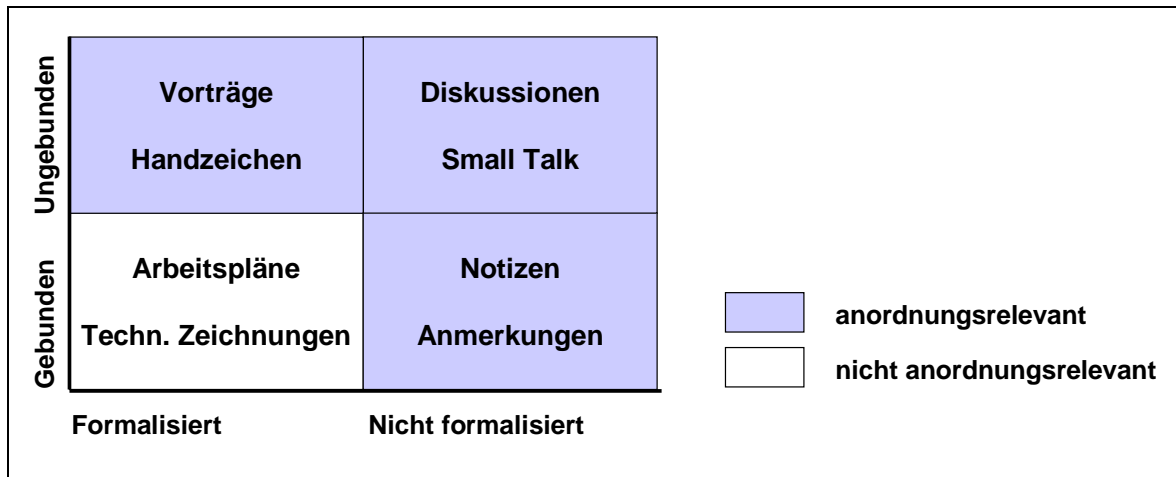 Ungebunden
Vorträge
Handzeichen
Diskussionen
Small Talk
Gebunden
Arbeitspläne
Techn. Zeichnungen
Notizen
Anmerkungen
Formalisiert
Nicht formalisiert
anordnungsrelevant
nicht anordnungsrelevant